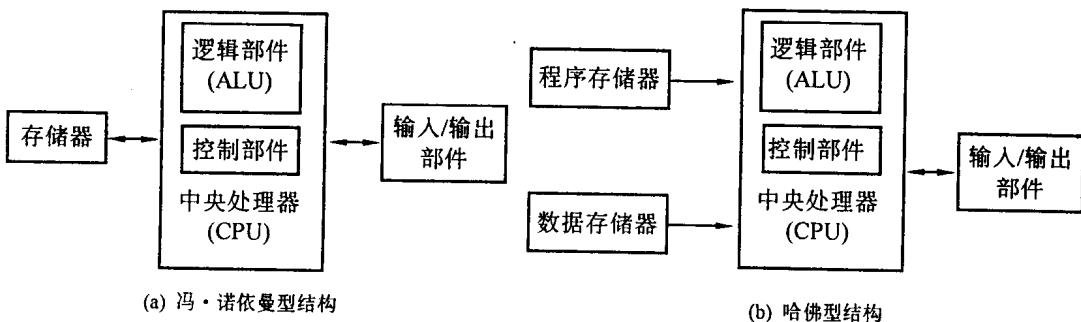 存储器
逻辑部件
(ALU)
控制部件
中央处理器
(CPU)
输入/输出
部件
(a) 冯·诺依曼型结构
程序存储器
数据存储器
逻辑部件
(ALU)
控制部件
中央处理器
(CPU)
输入/输出
部件
(b) 哈佛型结构